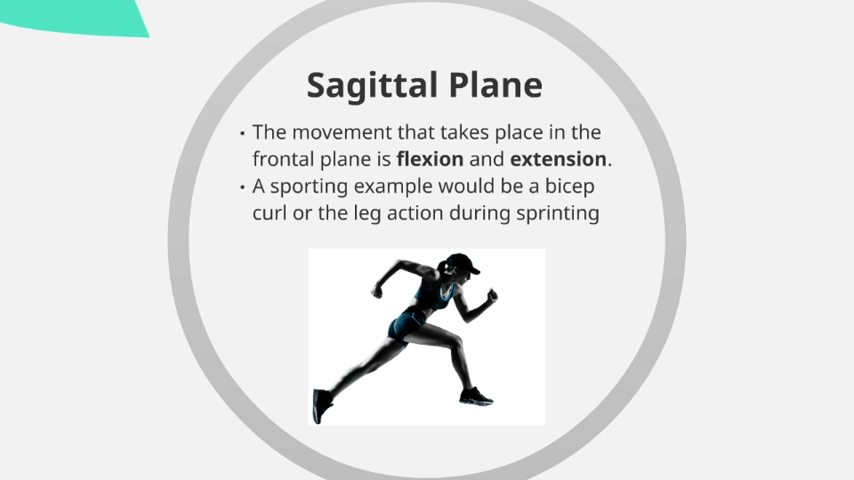 Sagittal Plane
• The movement that takes place in the
frontal plane is flexion and extension.
• A sporting example would be a bicep
curl or the leg action during sprinting